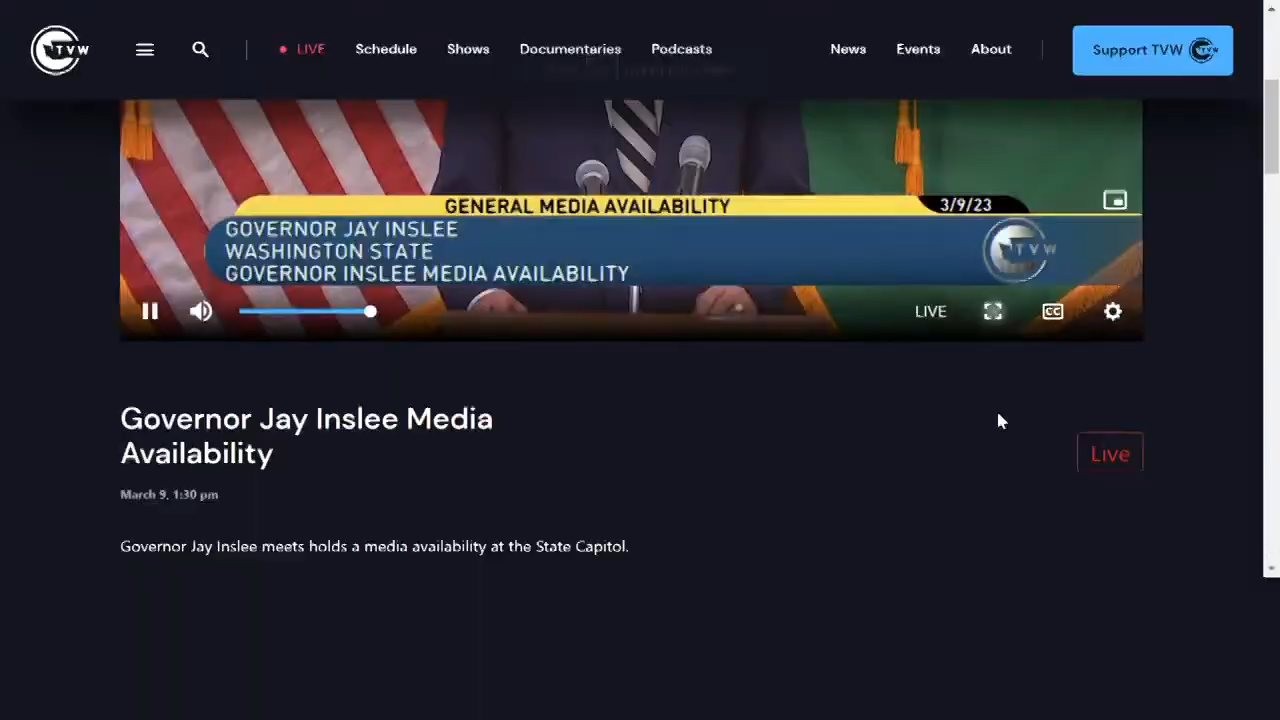 TVW
LIVE
Schedule
Shows
Documentaries
Podcasts
News
Events
About
Support TVW
TVW
GENERAL MEDIA AVAILABILITY
3/9/23
GOVERNOR JAY INSLEE
WASHINGTON STATE
GOVERNOR INSLEE MEDIA AVAILABILITY
TVW
LIVE
CC
Governor Jay Inslee Media
Availability
Live
March 9, 1:30 pm
Governor Jay Inslee meets holds a media availability at the State Capitol.